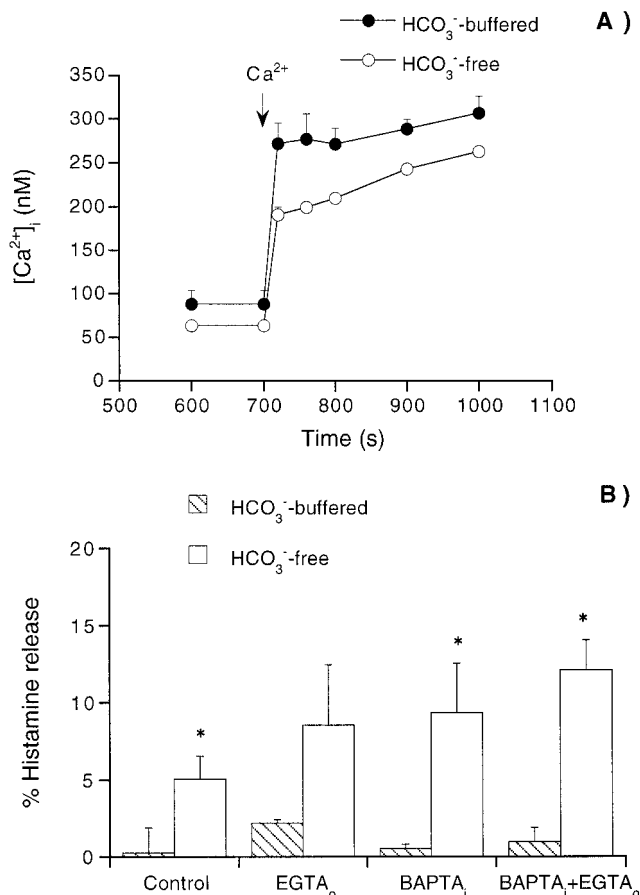 A )
HCO₃⁻-buffered
HCO₃⁻-free
Ca²⁺
350
300
250
200
150
100
50
0
[Ca²⁺]ᵢ (nM)
500 600 700 800 900 1000 1100
Time (s)
B )
HCO₃⁻-buffered
HCO₃⁻-free
20
15
10
5
0
% Histamine release
* * *
Control EGTAₒ BAPTAᵢ BAPTAᵢ+EGTAₒ